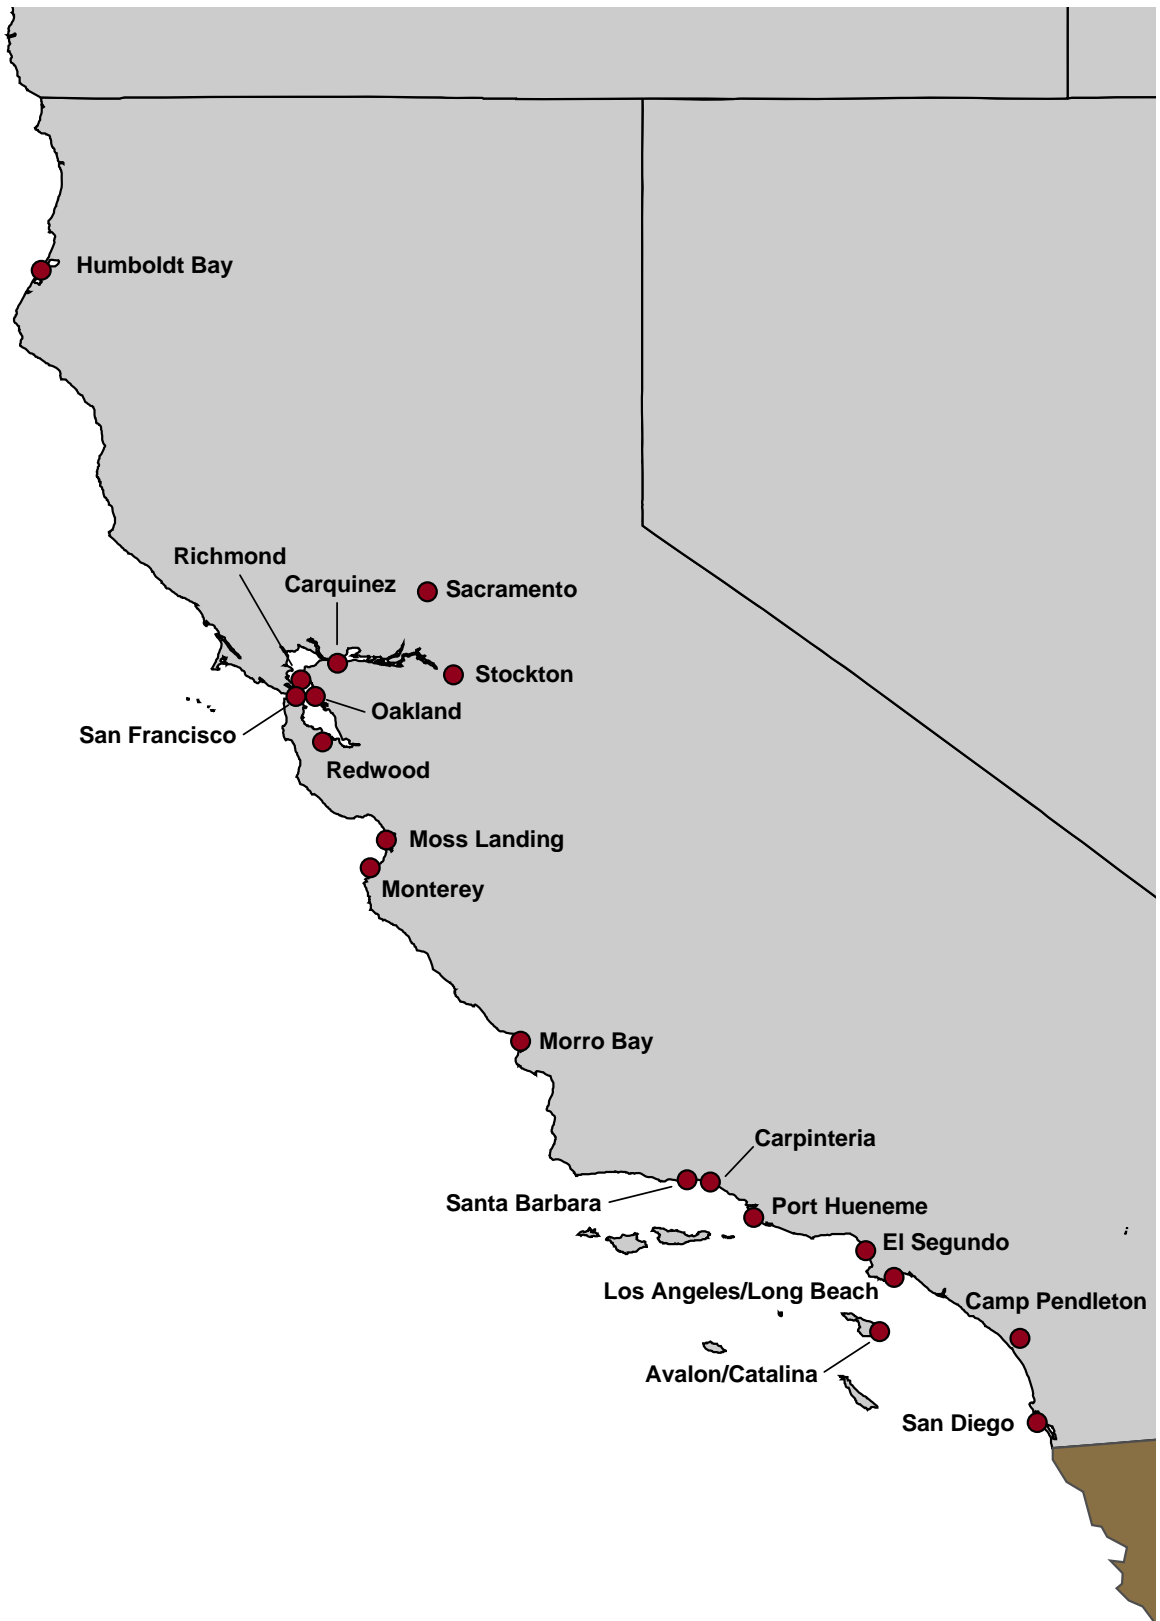 Humboldt Bay
Richmond
Carquinez
Sacramento
Stockton
Oakland
San Francisco
Redwood
Moss Landing
Monterey
Morro Bay
Carpinteria
Santa Barbara
Port Hueneme
El Segundo
Los Angeles/Long Beach
Camp Pendleton
Avalon/Catalina
San Diego